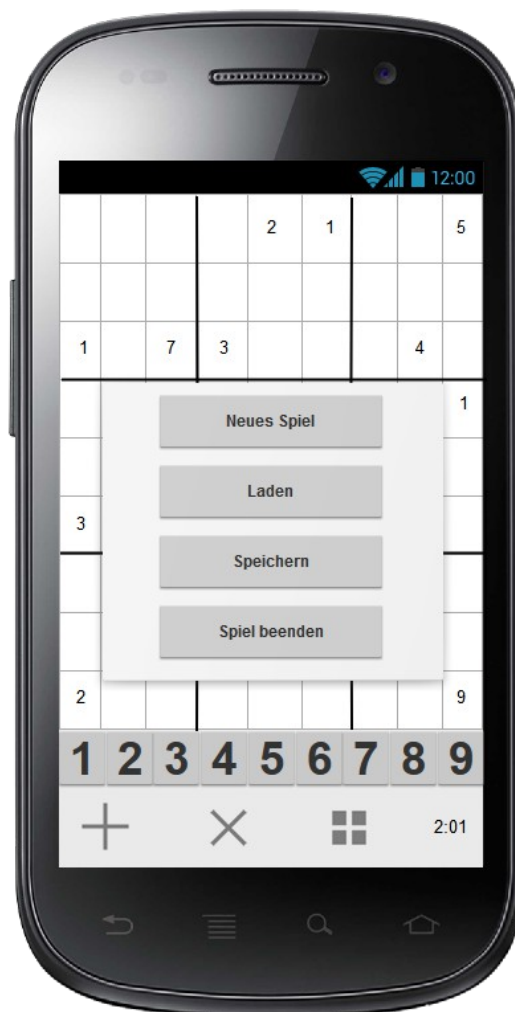 12:00
2 1 5
1 7 3 4
1
Neues Spiel
Laden
3
Speichern
Spiel beenden
2 9
1 2 3 4 5 6 7 8 9
2:01